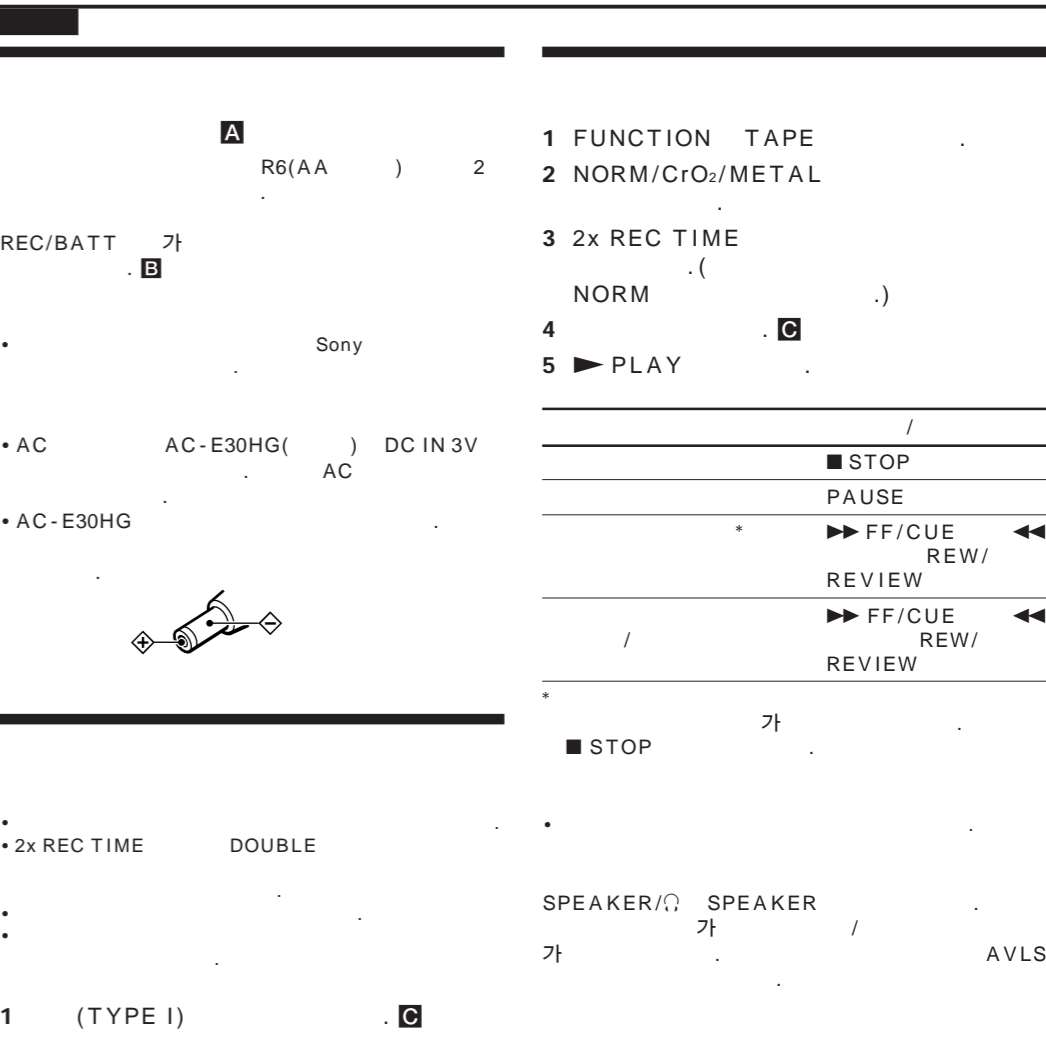 A
R6(AA ) 2
.
REC/BATT 가
. B
• Sony
.
• AC AC-E30HG( ) DC IN 3V
. AC
.
• AC-E30HG .
.
• .
• 2x REC TIME DOUBLE
.
• .
•
.
1 (TYPE I) . C
1 FUNCTION TAPE .
2 NORM/CrO₂/METAL
.
3 2x REC TIME
.(
NORM .)
4 . C
5 ▶ PLAY .
/
■ STOP
PAUSE
* ▶▶ FF/CUE ◀◀
REW/
REVIEW
▶▶ FF/CUE ◀◀
/ REW/
REVIEW
*
가 .
■ STOP .
• .
SPEAKER/🎧 SPEAKER .
가 /
가 . AVLS
.